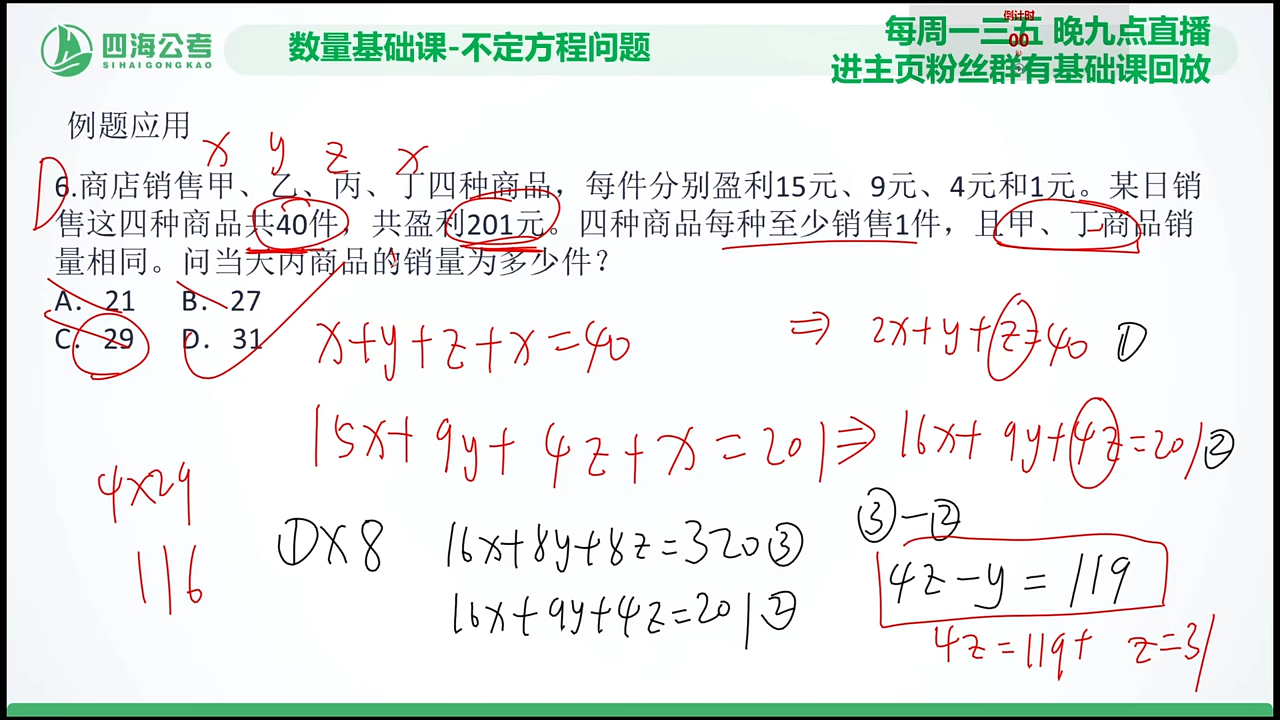 四海公考
SIHAIGONGKAO
数量基础课-不定方程问题
倒计时
00
每周一三五 晚九点直播
进主页粉丝群有基础课回放
例题应用
x y z x
D
6.商店销售甲、乙、丙、丁四种商品，每件分别盈利15元、9元、4元和1元。某日销
售这四种商品共40件，共盈利201元。四种商品每种至少销售1件，且甲、丁商品销
量相同。问当天丙商品的销量为多少件？
A. 21 B. 27
C. 29 D. 31
x+y+z+x=40 ⇒ 2x+y+z=40 ①
15x+9y+4z+x=201 ⇒ 16x+9y+4z=201 ②
4×29
116
①×8 16x+8y+8z=320 ③
16x+9y+4z=201 ②
③-②
4z-y=119
4z=119+ z=31